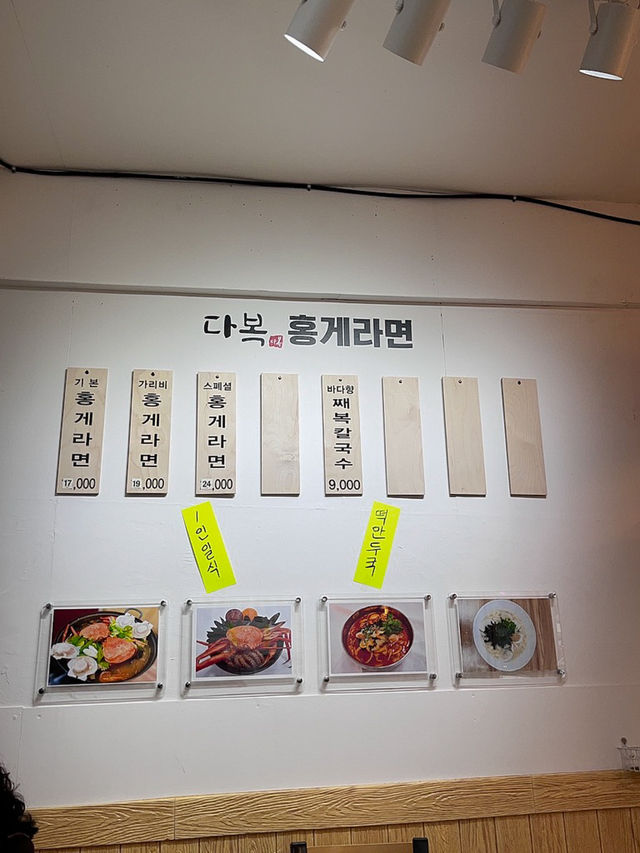 다복 홍게라면
기본 홍게라면 17,000
가리비 홍게라면 19,000
스페셜 홍게라면 24,000
바다향 째복칼국수 9,000
1인일식
떡만두국